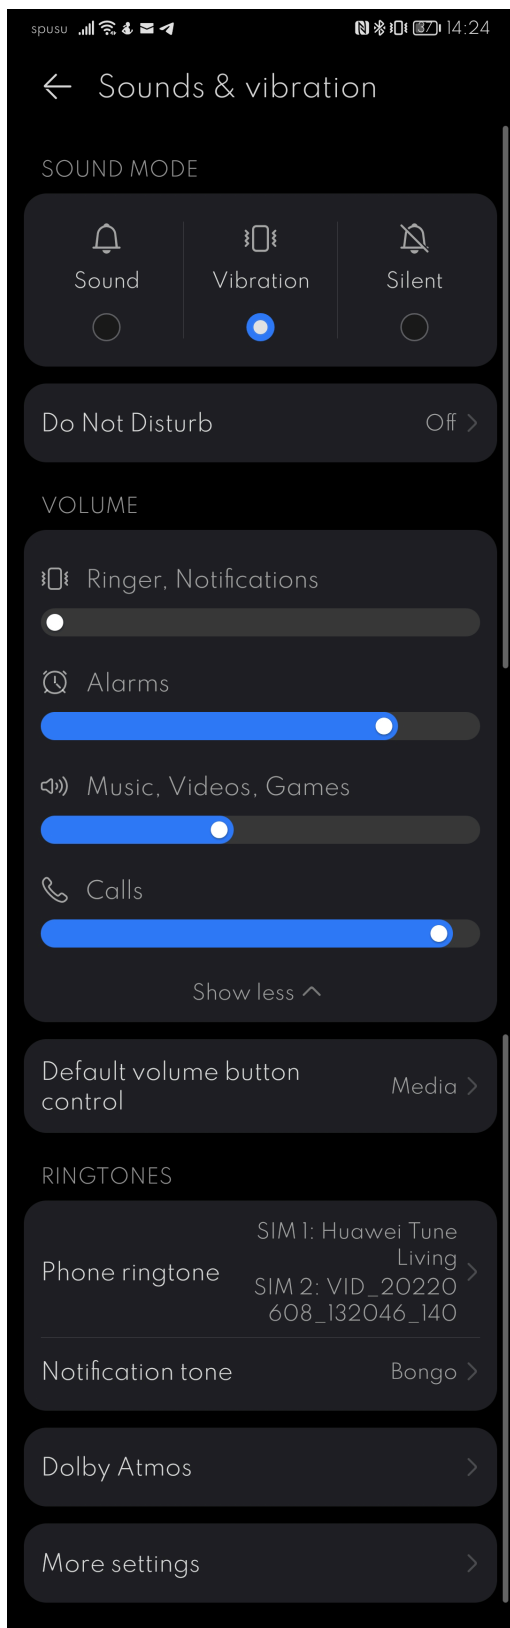 spusu 87 14:24
Sounds & vibration
SOUND MODE
Sound Vibration Silent
Do Not Disturb Off
VOLUME
Ringer, Notifications
Alarms
Music, Videos, Games
Calls
Show less
Default volume button
control
Media
RINGTONES
Phone ringtone
SIM 1: Huawei Tune
Living
SIM 2: VID_20220
608_132046_140
Notification tone Bongo
Dolby Atmos
More settings